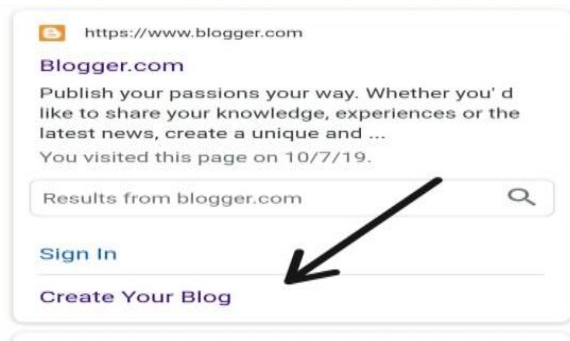 https://www.blogger.com
Blogger.com
Publish your passions your way. Whether you' d
like to share your knowledge, experiences or the
latest news, create a unique and ...
You visited this page on 10/7/19.
Results from blogger.com
Sign In
Create Your Blog